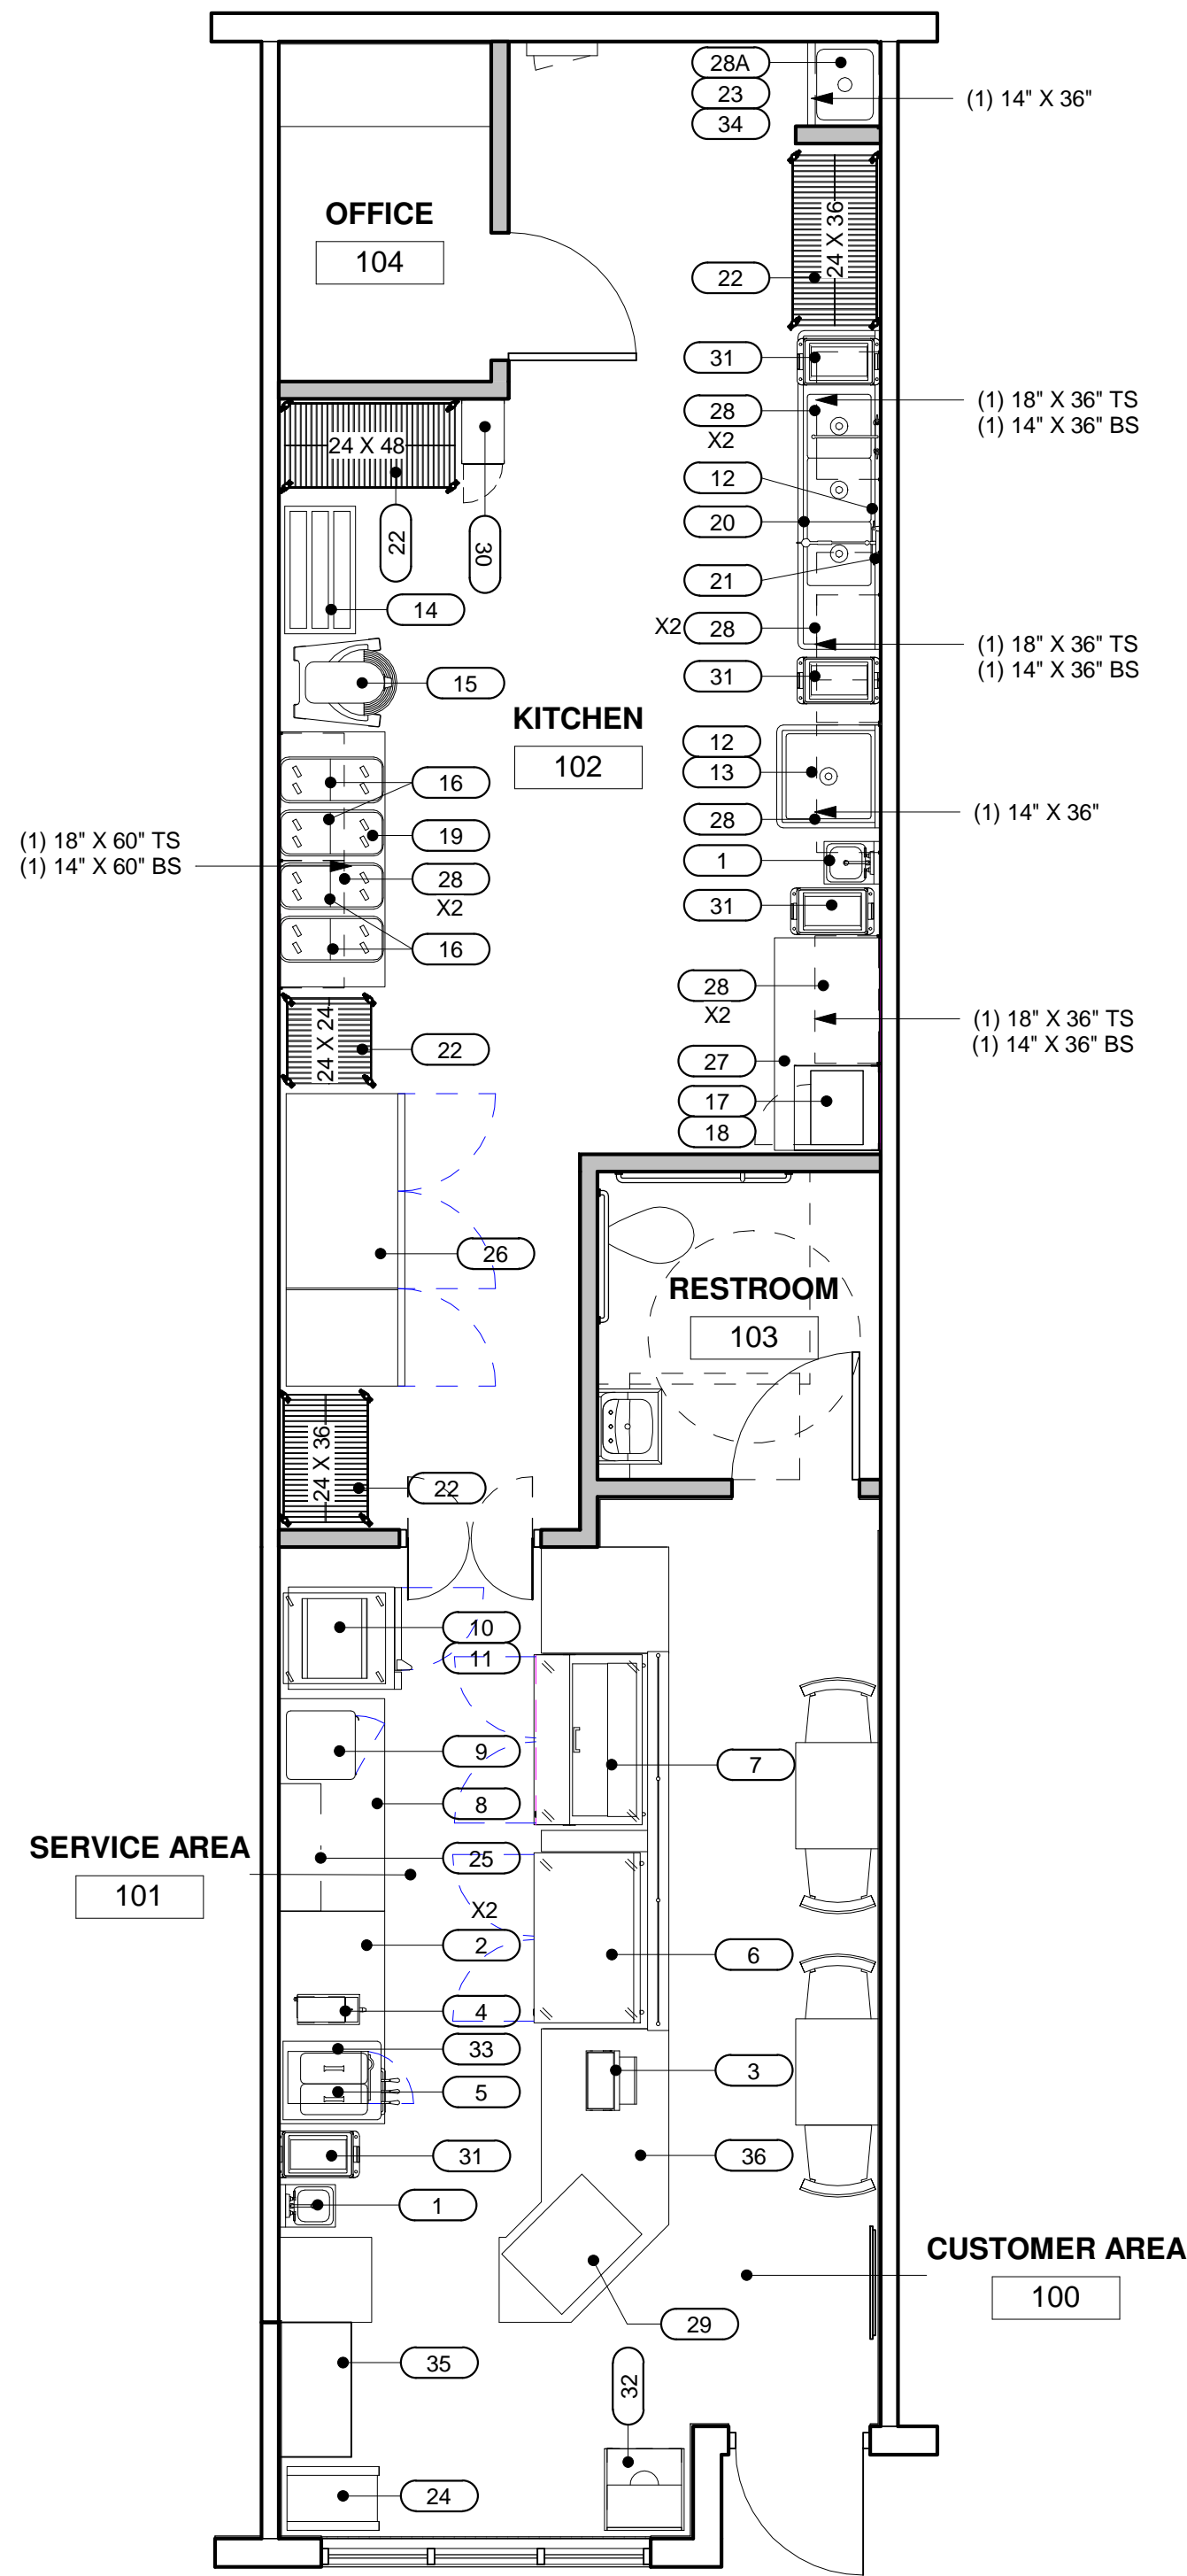 28A
23
(1) 14" X 36"
34
OFFICE
104
24 X 36
22
31
(1) 18" X 36" TS
28
(1) 14" X 36" BS
X2
24 X 48
12
20
22
30
21
14
X2 28
(1) 18" X 36" TS
(1) 14" X 36" BS
31
15
KITCHEN
102
12
13
16
(1) 14" X 36"
28
(1) 18" X 60" TS
19
(1) 14" X 60" BS
1
28
X2
31
16
28
X2
(1) 18" X 36" TS
(1) 14" X 36" BS
24 X 24
22
27
17
18
26
RESTROOM
103
24 X 36
22
10
11
9
7
8
SERVICE AREA
101
25
X2
2
6
4
33
3
5
31
36
1
CUSTOMER AREA
100
29
35
32
24